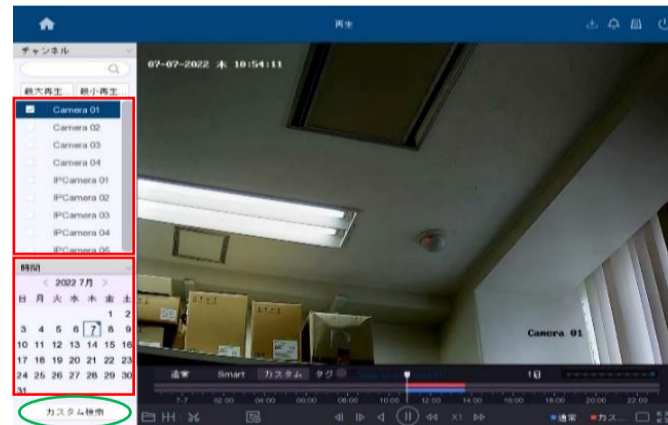 再生
チャンネル
最大再生...
最小再生...
Camera 01
Camera 02
Camera 03
Camera 04
IPCamera 01
IPCamera 02
IPCamera 03
IPCamera 04
IPCamera 05
時間
< 2022 7月 >
日 月 火 水 木 金 土
1 2
3 4 5 6 7 8 9
10 11 12 13 14 15 16
17 18 19 20 21 22 23
24 25 26 27 28 29 30
31
カスタム検索
07-07-2022 木 10:54:11
Camera 01
通常 Smart カスタム タグ
7-7 02:00 04:00 06:00 08:00 10:00 12:00 14:00 16:00 18:00 20:00 22:00
X1
通常 カス...